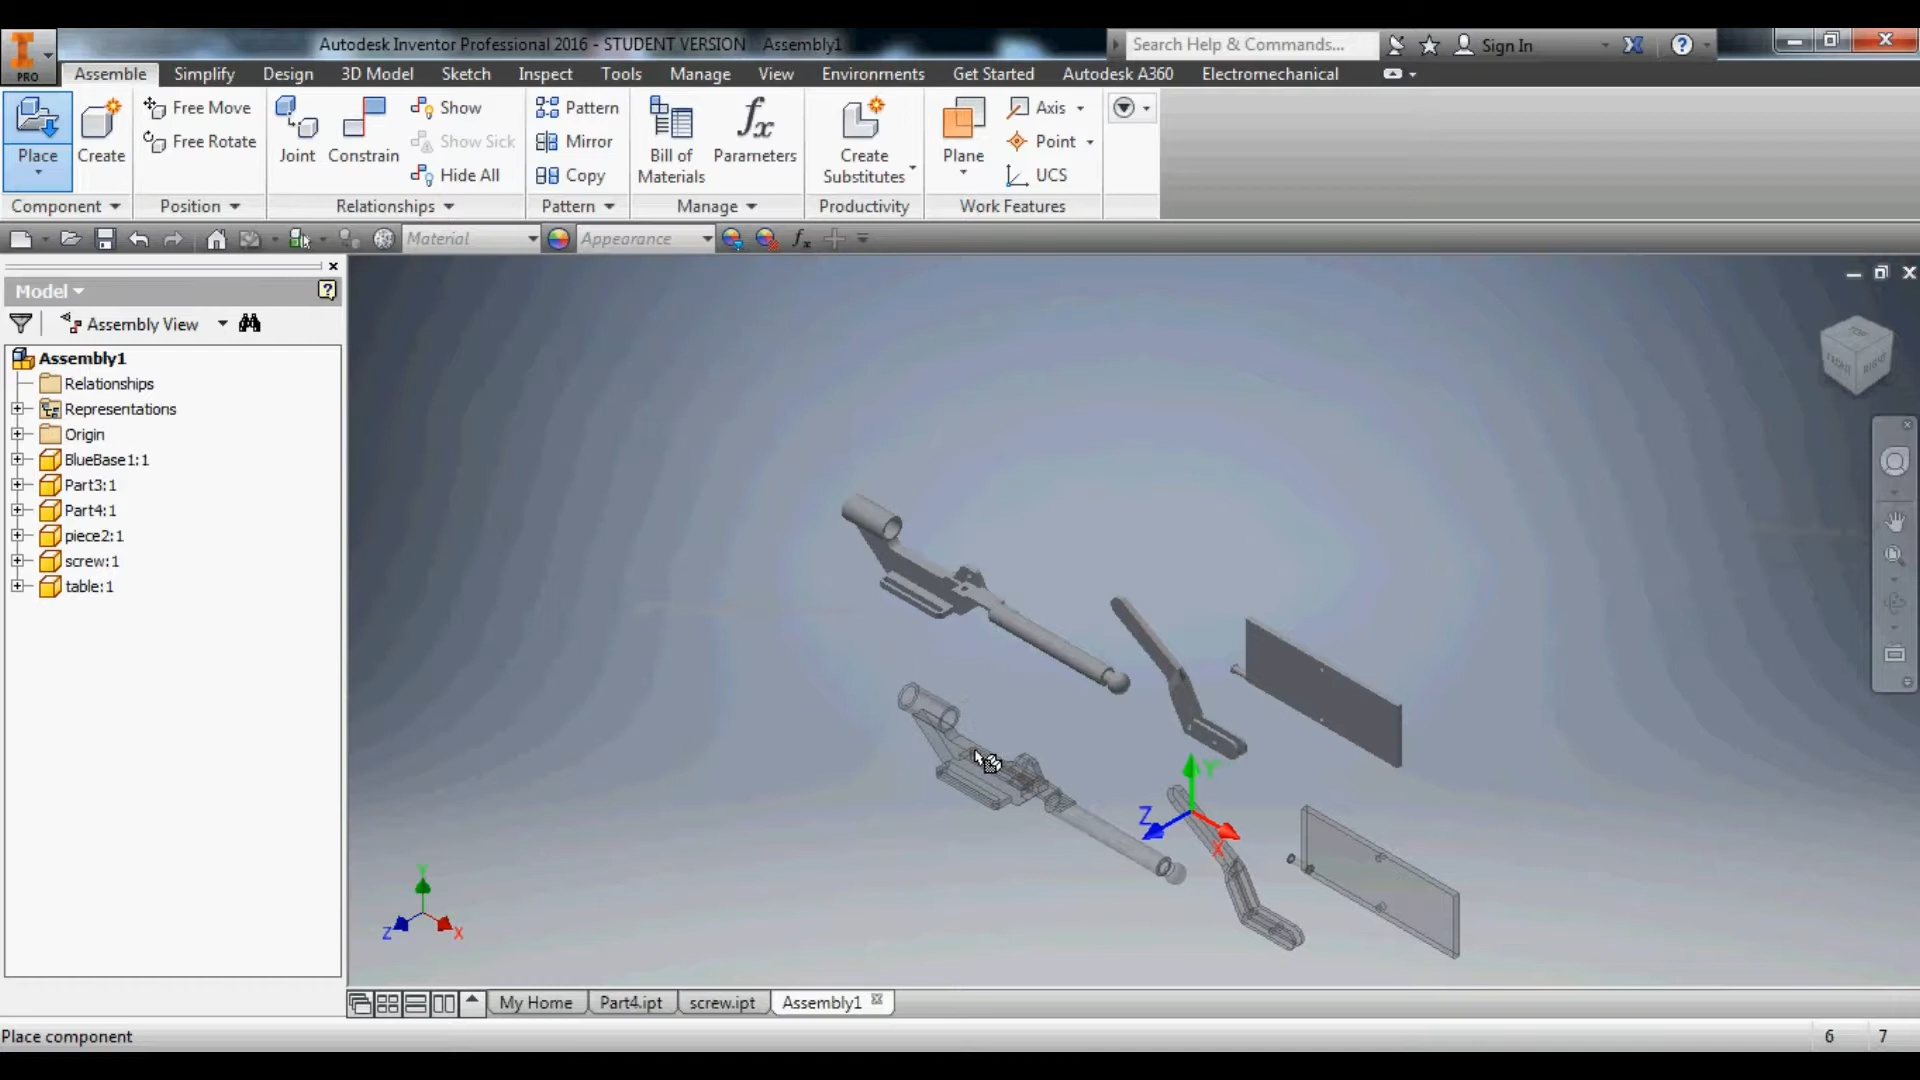 Autodesk Inventor Professional 2016 - STUDENT VERSION Assembly1
Search Help & Commands...
Sign In
PRO
Assemble Simplify Design 3D Model Sketch Inspect Tools Manage View Environments Get Started Autodesk A360 Electromechanical
Place
Create
Free Move
Free Rotate
Joint
Constrain
Show
Show Sick
Hide All
Pattern
Mirror
Copy
Bill of
Materials
fx
Parameters
Create
Substitutes
Plane
Axis
Point
UCS
Component Position Relationships Pattern Manage Productivity Work Features
Material
Appearance
fx
Model
Assembly View
Assembly1
Relationships
Representations
Origin
BlueBase1:1
Part3:1
Part4:1
piece2:1
screw:1
table:1
TOP
FRONT
RIGHT
Y
Z
X
Y
Z
X
My Home Part4.ipt screw.ipt Assembly1
Place component
6 7